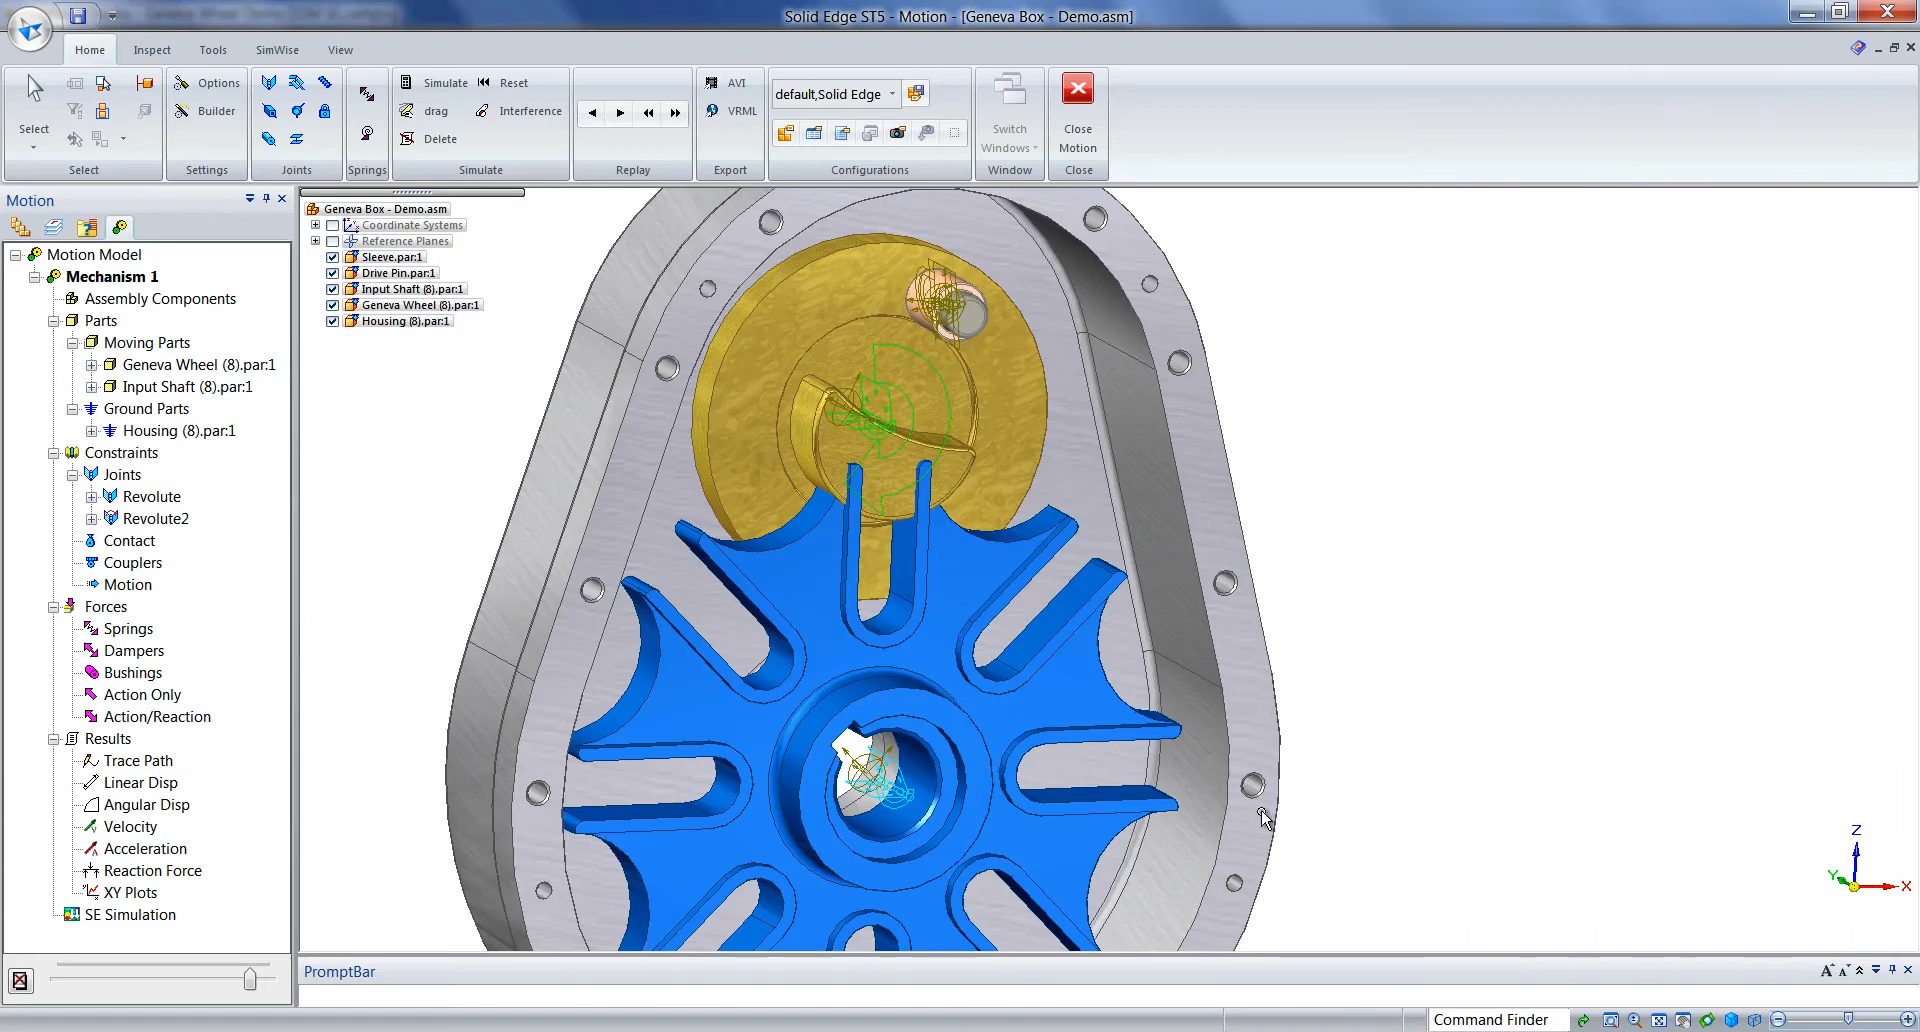 Solid Edge ST5 - Motion - [Geneva Box - Demo.asm]
Home
Inspect
Tools
SimWise
View
Select
Select
Options
Builder
Settings
Joints
Springs
Simulate
Reset
drag
Interference
Delete
Simulate
Replay
AVI
VRML
Export
default,Solid Edge
Configurations
Switch
Windows
Window
Close
Motion
Close
Motion
Motion Model
Mechanism 1
Assembly Components
Parts
Moving Parts
Geneva Wheel (8).par:1
Input Shaft (8).par:1
Ground Parts
Housing (8).par:1
Constraints
Joints
Revolute
Revolute2
Contact
Couplers
Motion
Forces
Springs
Dampers
Bushings
Action Only
Action/Reaction
Results
Trace Path
Linear Disp
Angular Disp
Velocity
Acceleration
Reaction Force
XY Plots
SE Simulation
Geneva Box - Demo.asm
Coordinate Systems
Reference Planes
Sleeve.par:1
Drive Pin.par:1
Input Shaft (8).par:1
Geneva Wheel (8).par:1
Housing (8).par:1
Z
Y
X
PromptBar
Command Finder